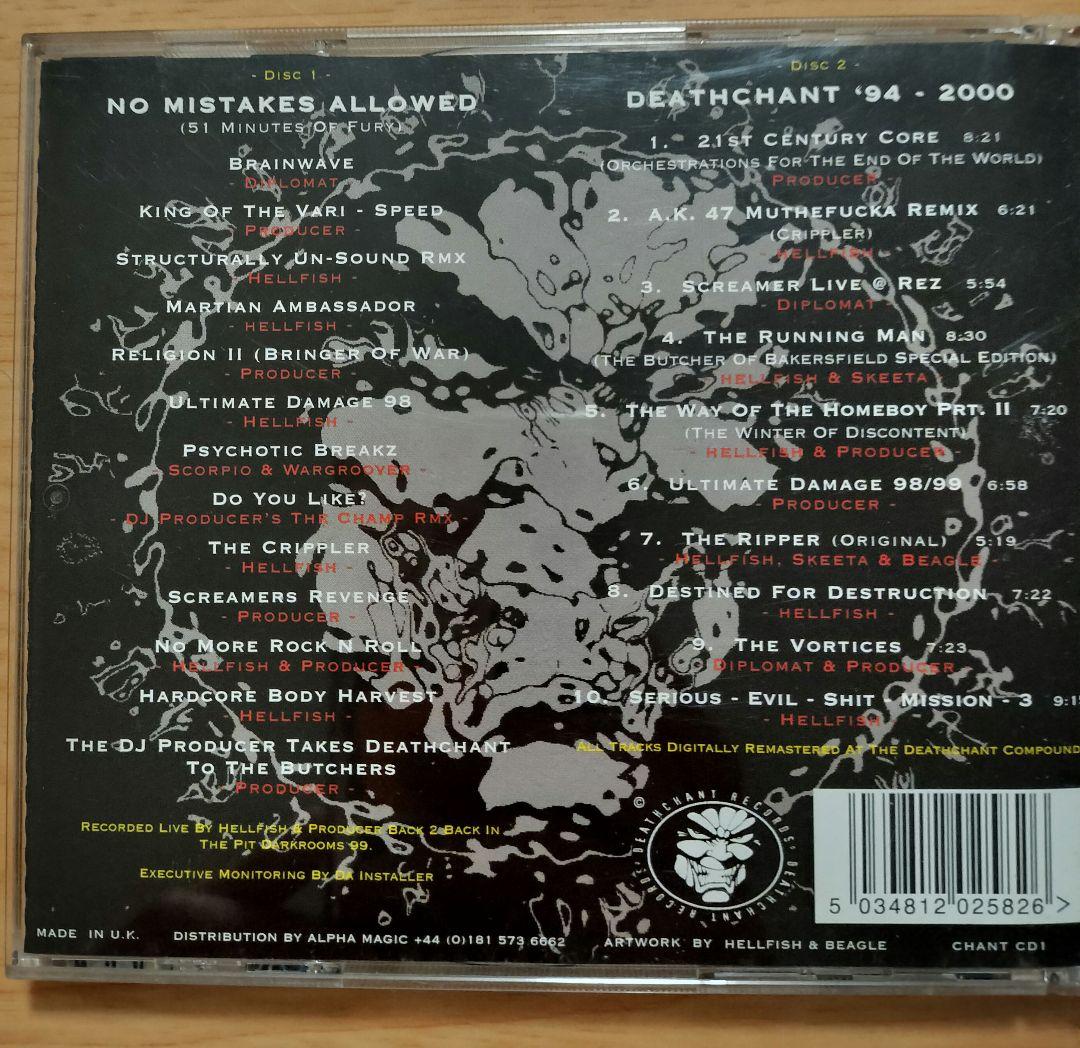 - Disc 1 -
No Mistakes Allowed
(51 Minutes Of Fury)
Brainwave
- Diplomat -
King Of The Vari - Speed
- Producer -
Structurally Un-Sound Rmx
- Hellfish -
Martian Ambassador
- Hellfish -
Religion II (Bringer Of War)
- Producer -
Ultimate Damage 98
- Hellfish -
Psychotic Breakz
Scorpio & Wargroover -
Do You Like?
- DJ Producer's The Champ Rmx -
The Crippler
- Hellfish -
Screamers Revenge
- Producer -
No More Rock N Roll
Hellfish & Producer -
Hardcore Body Harvest
Hellfish -
The DJ Producer Takes Deathchant
To The Butchers
- Producer -
Recorded Live By Hellfish & Producer Back 2 Back In
The Pit Darkrooms 99.
Executive Monitoring By Da Installer
- Disc 2 -
Deathchant '94 - 2000
1. 21st Century Core 8:21
(Orchestrations For The End Of The World)
Producer -
2. A.K. 47 Muthefucka Remix 6:21
(Crippler)
- Hellfish -
3. Screamer Live @ Rez 5:54
Diplomat -
4. The Running Man 8:30
(The Butcher Of Bakersfield Special Edition)
- Hellfish & Skeeta -
5. The Way Of The Homeboy Prt. II 7:20
(The Winter Of Discontent)
- Hellfish & Producer -
6. Ultimate Damage 98/99 6:58
- Producer -
7. The Ripper (Original) 5:19
Hellfish, Skeeta & Beagle -
8. Destined For Destruction 7:22
- Hellfish -
9. The Vortices 7:23
Diplomat & Producer
10. Serious - Evil - Shit - Mission - 3
- Hellfish
All Tracks Digitally Remastered At The Deathchant Compound
© DEATHCHANT RECORDS · DEATHCHANT RECORDS ·
5 034812 025826 >
MADE IN U.K. DISTRIBUTION BY ALPHA MAGIC +44 (0)181 573 6662 ARTWORK BY HELLFISH & BEAGLE CHANT CD1